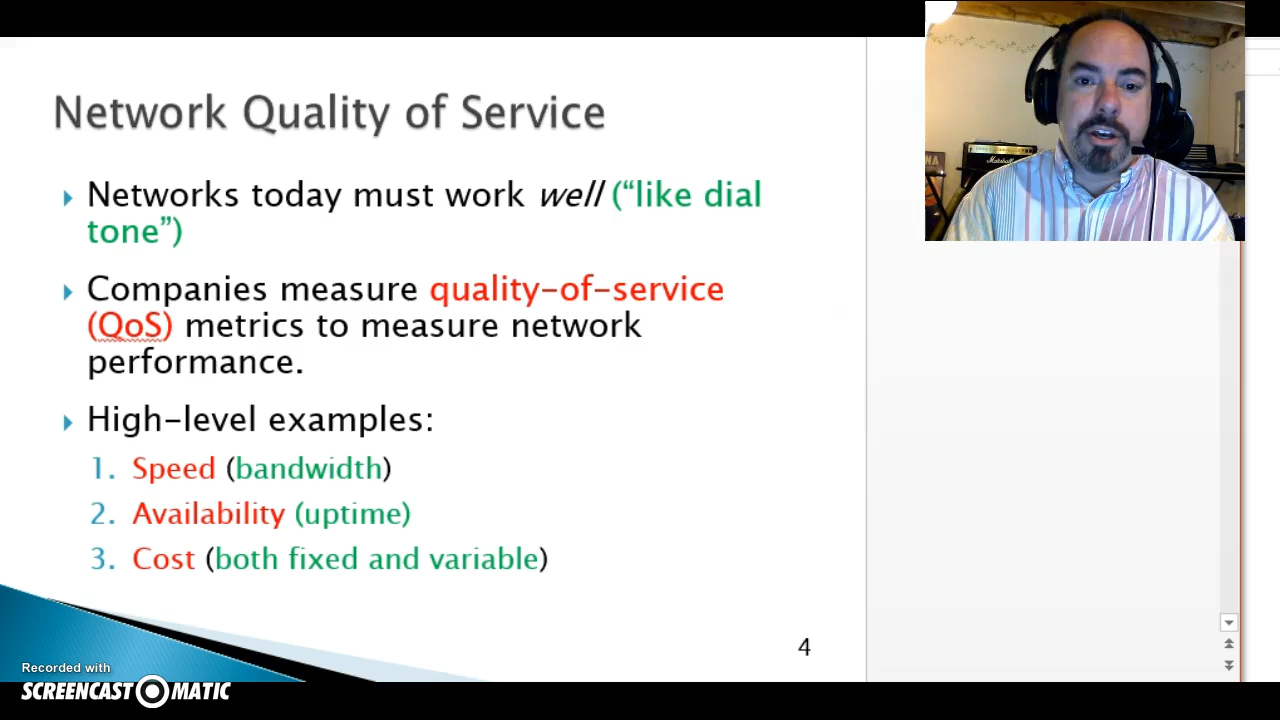 Network Quality of Service
Networks today must work well (“like dial
tone”)
Companies measure quality-of-service
(QoS) metrics to measure network
performance.
High-level examples:
1. Speed (bandwidth)
2. Availability (uptime)
3. Cost (both fixed and variable)
4
Recorded with
SCREENCAST-O-MATIC
Marshall